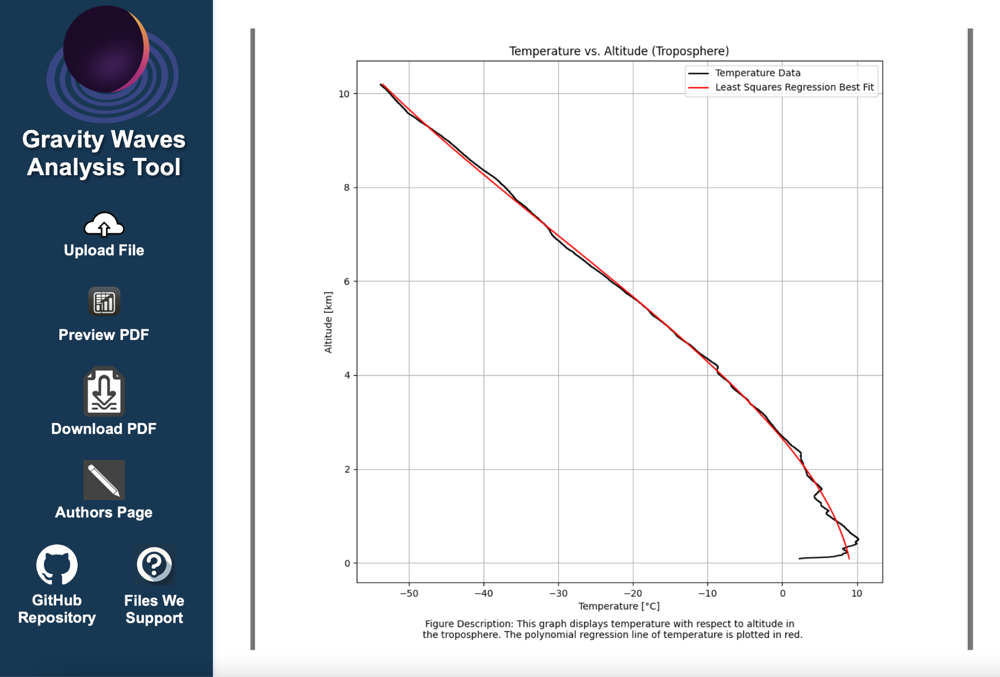 Gravity Waves
Analysis Tool
Upload File
Preview PDF
Download PDF
Authors Page
GitHub
Repository
Files We
Support
Temperature vs. Altitude (Troposphere)
Temperature Data
Least Squares Regression Best Fit
10
8
6
4
2
0
Altitude [km]
−50 −40 −30 −20 −10 0 10
Temperature [°C]
Figure Description: This graph displays temperature with respect to altitude in
the troposphere. The polynomial regression line of temperature is plotted in red.